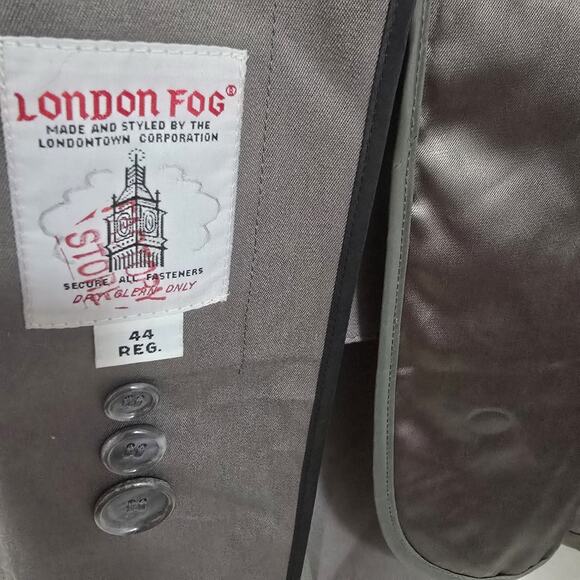 LONDON FOG®
MADE AND STYLED BY THE
LONDONTOWN CORPORATION
SECURE ALL FASTENERS
DRY CLEAN ONLY
44
REG.